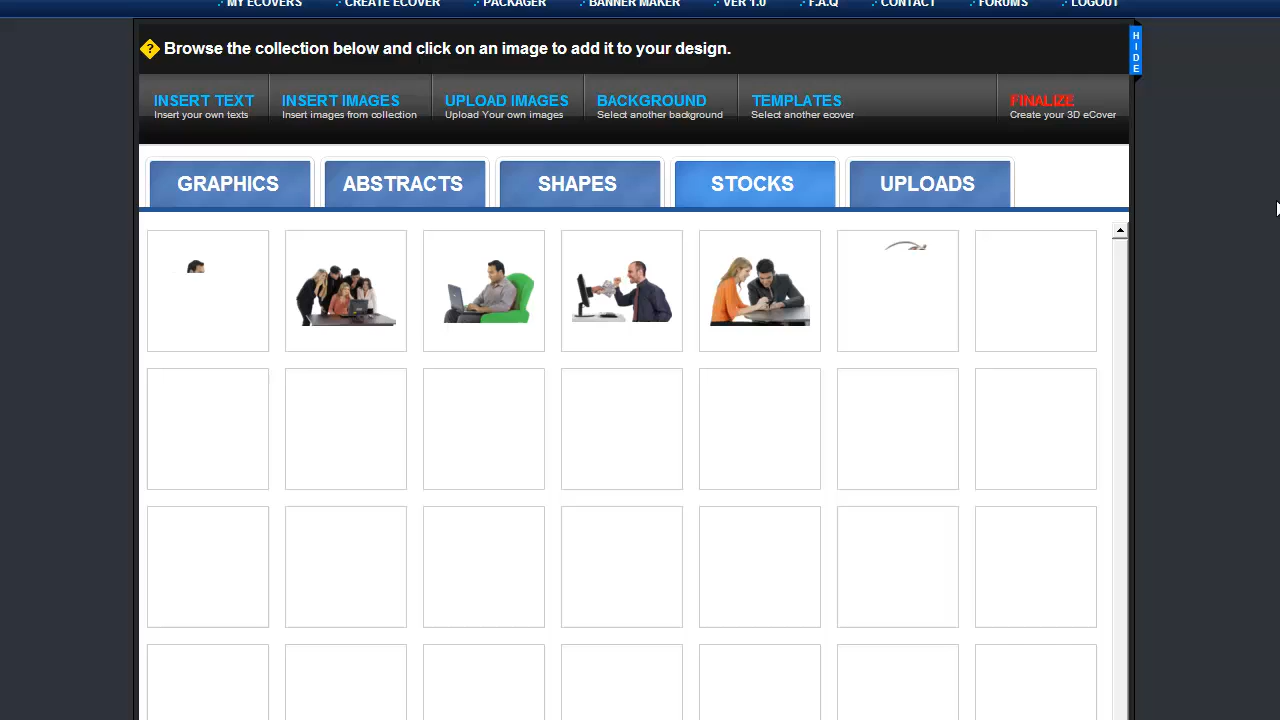 MY ECOVERS CREATE ECOVER PACKAGER BANNER MAKER VER 1.0 F.A.Q CONTACT FORUMS LOGOUT
? Browse the collection below and click on an image to add it to your design.
HIDE
INSERT TEXT INSERT IMAGES UPLOAD IMAGES BACKGROUND TEMPLATES FINALIZE
Insert your own texts Insert images from collection Upload Your own images Select another background Select another ecover Create your 3D eCover
GRAPHICS ABSTRACTS SHAPES STOCKS UPLOADS